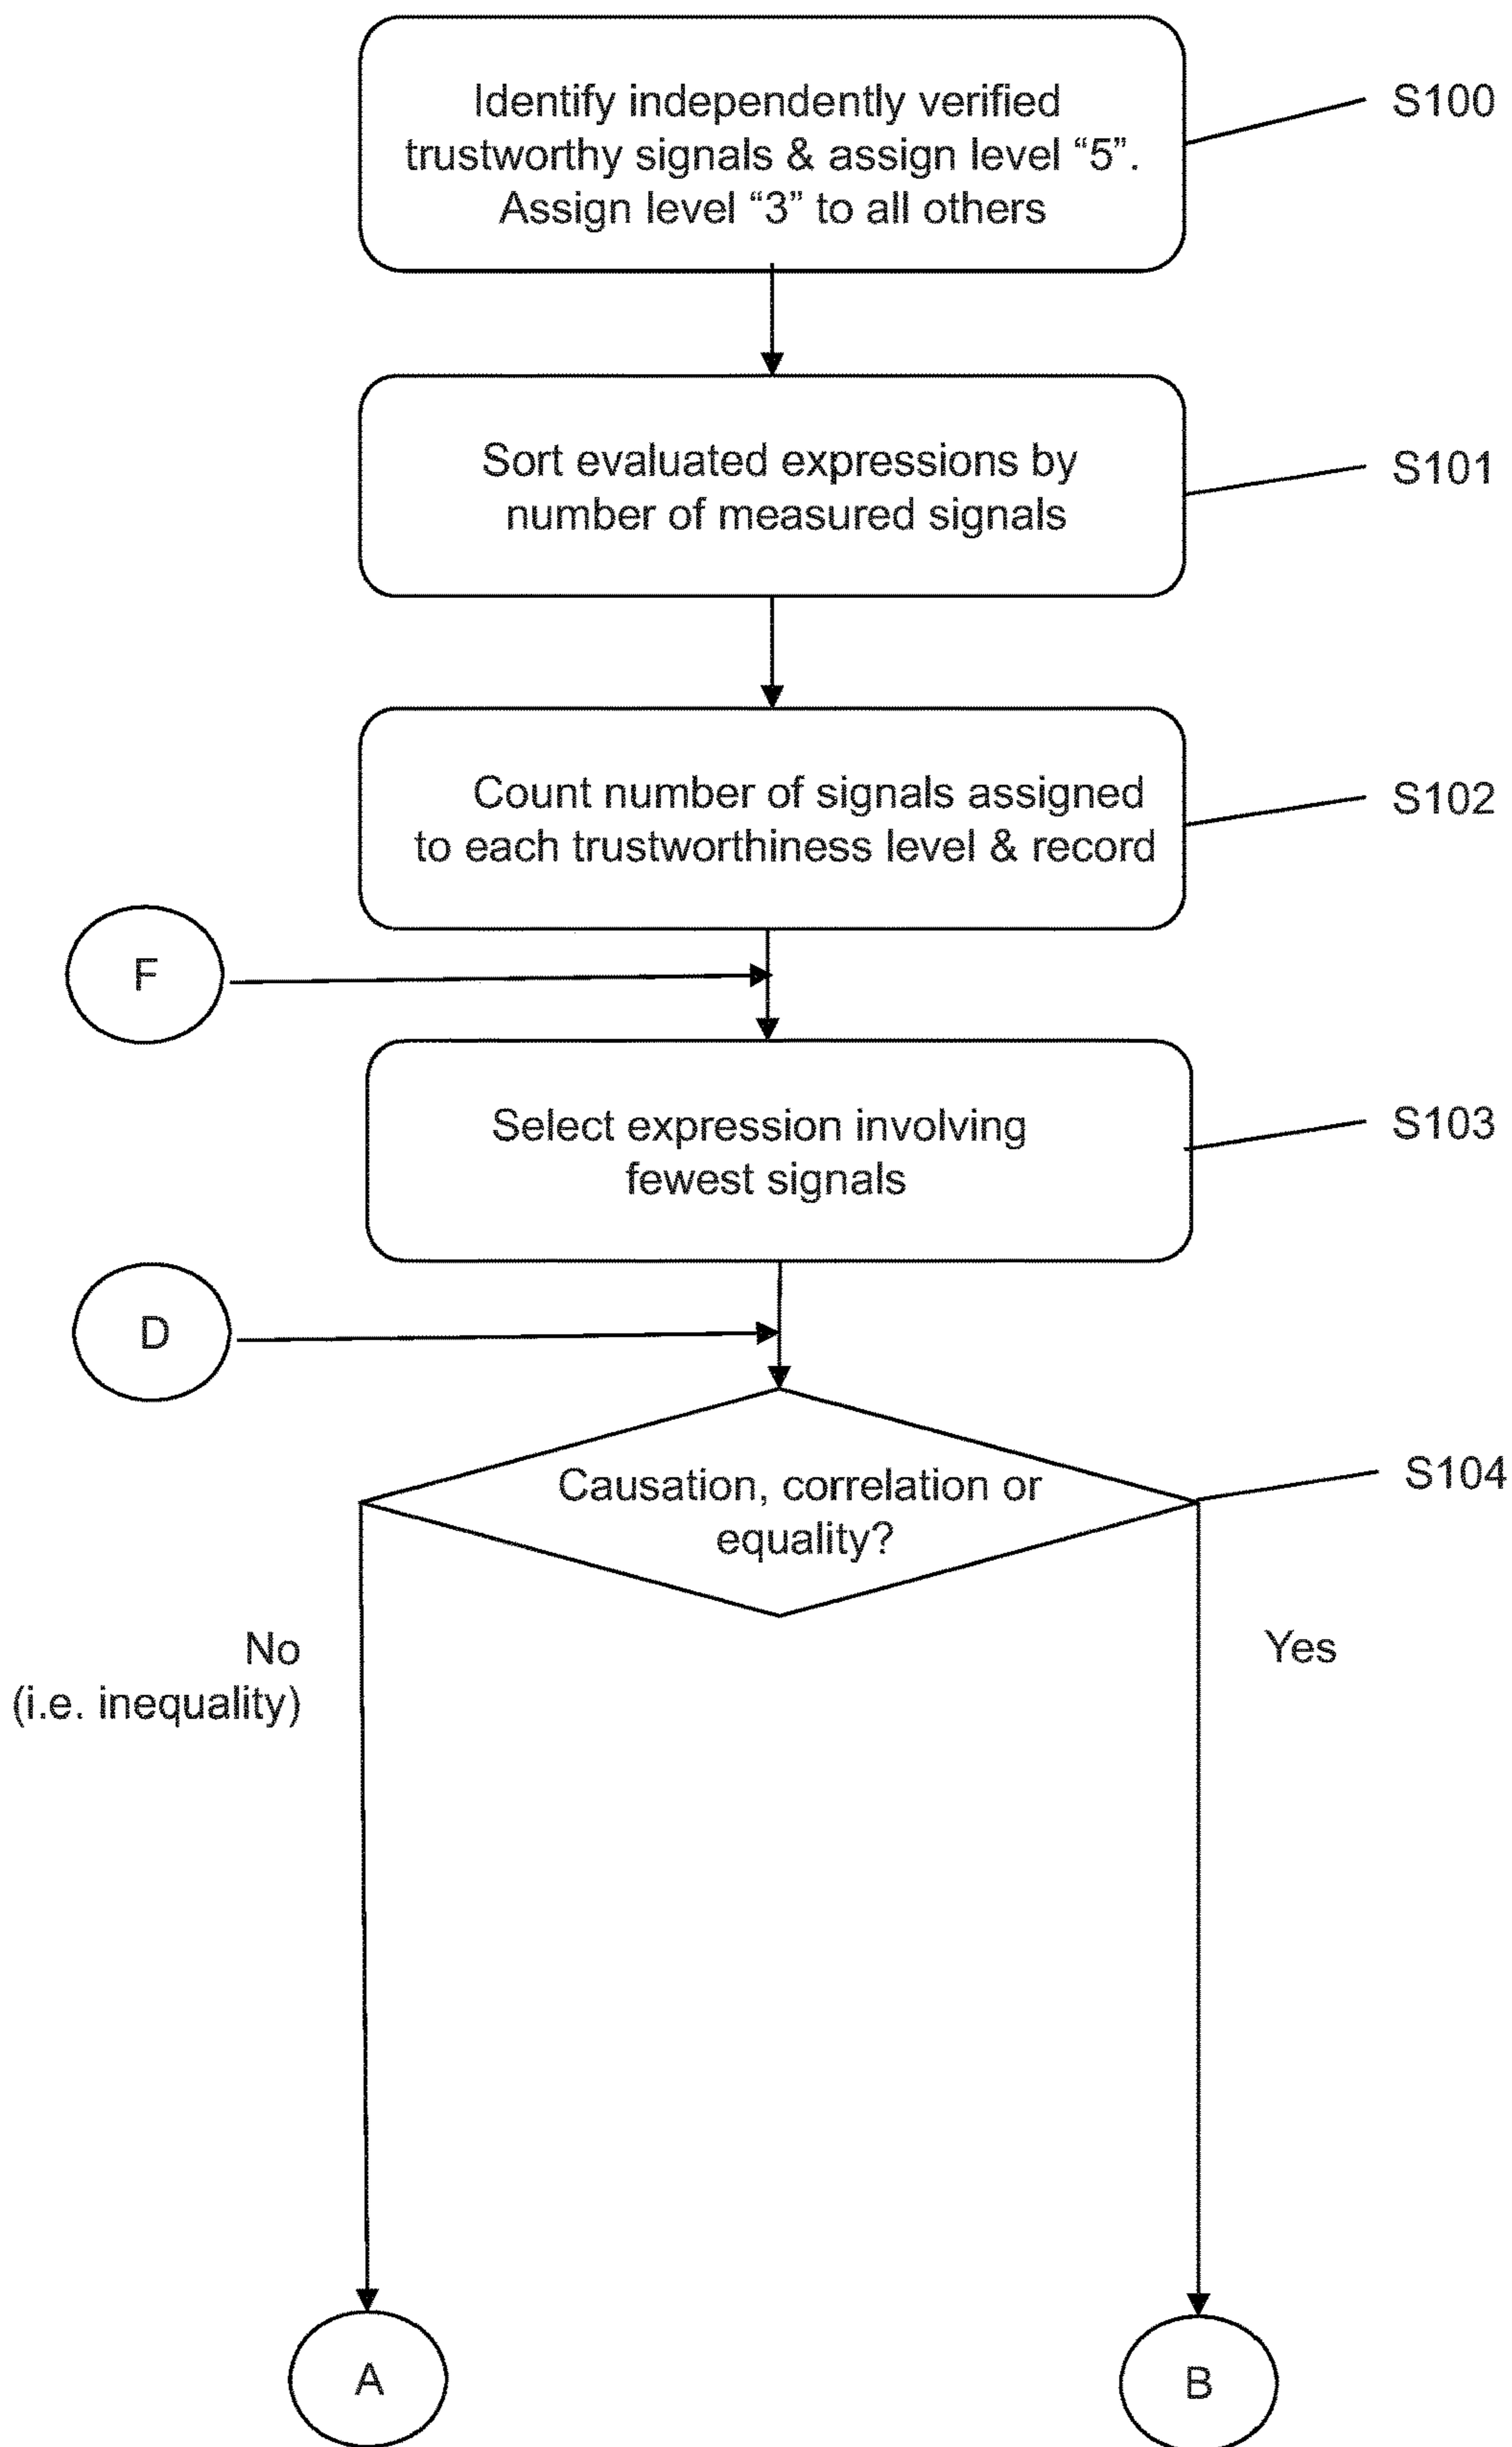 Identify independently verified
trustworthy signals & assign level “5”.
Assign level “3” to all others
S100
Sort evaluated expressions by
number of measured signals
S101
Count number of signals assigned
to each trustworthiness level & record
S102
F
Select expression involving
fewest signals
S103
D
Causation, correlation or
equality?
S104
No
(i.e. inequality)
Yes
A
B